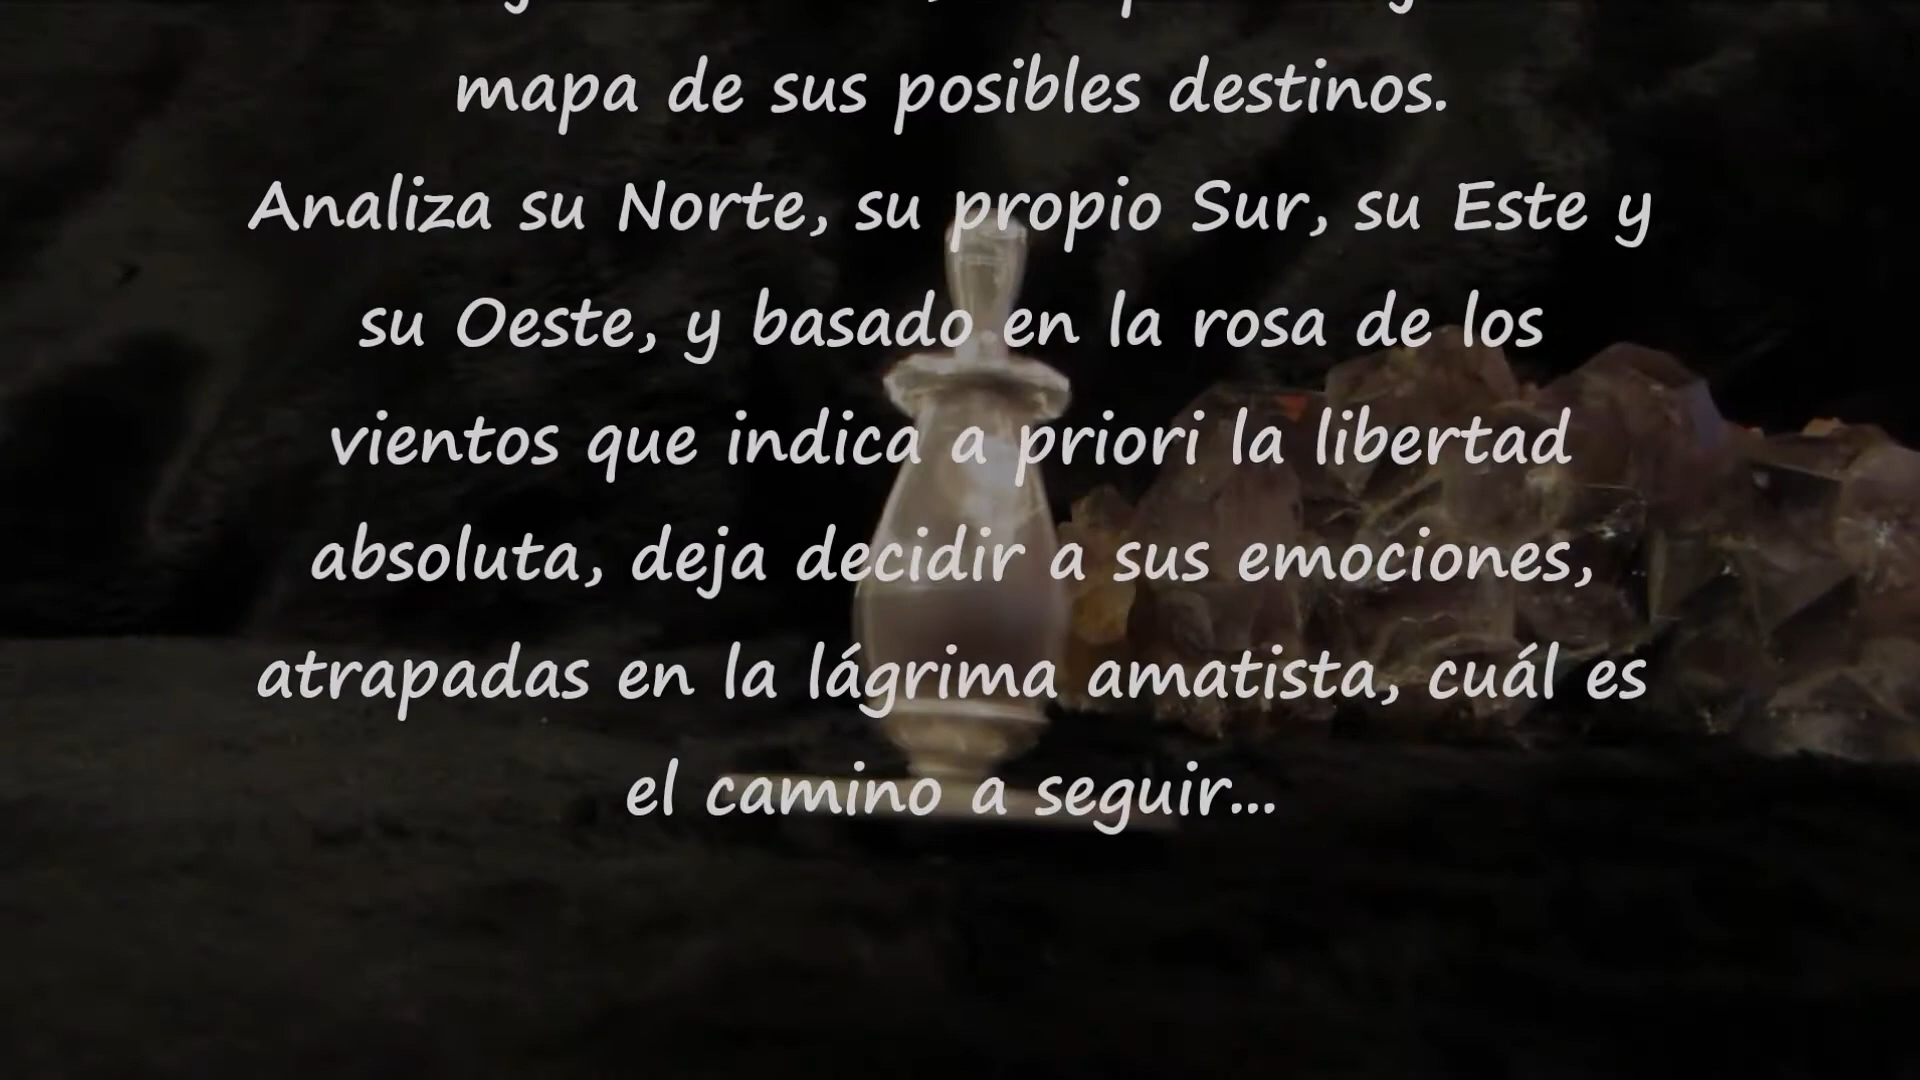 mapa de sus posibles destinos.
Analiza su Norte, su propio Sur, su Este y
su Oeste, y basado en la rosa de los
vientos que indica a priori la libertad
absoluta, deja decidir a sus emociones,
atrapadas en la lágrima amatista, cuál es
el camino a seguir...